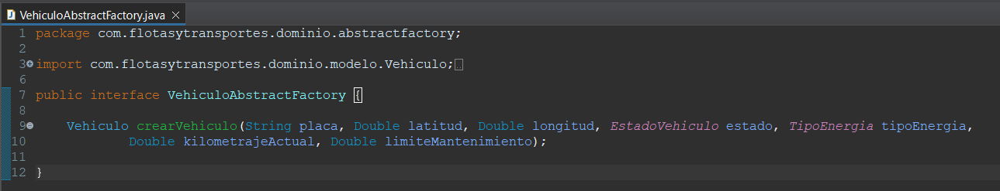 VehiculoAbstractFactory.java
1 package com.flotasytransportes.dominio.abstractfactory;
2
3 import com.flotasytransportes.dominio.modelo.Vehiculo;
6
7 public interface VehiculoAbstractFactory {
8
9 Vehiculo crearVehiculo(String placa, Double latitud, Double longitud, EstadoVehiculo estado, TipoEnergia tipoEnergia,
10 Double kilometrajeActual, Double limiteMantenimiento);
11
12 }